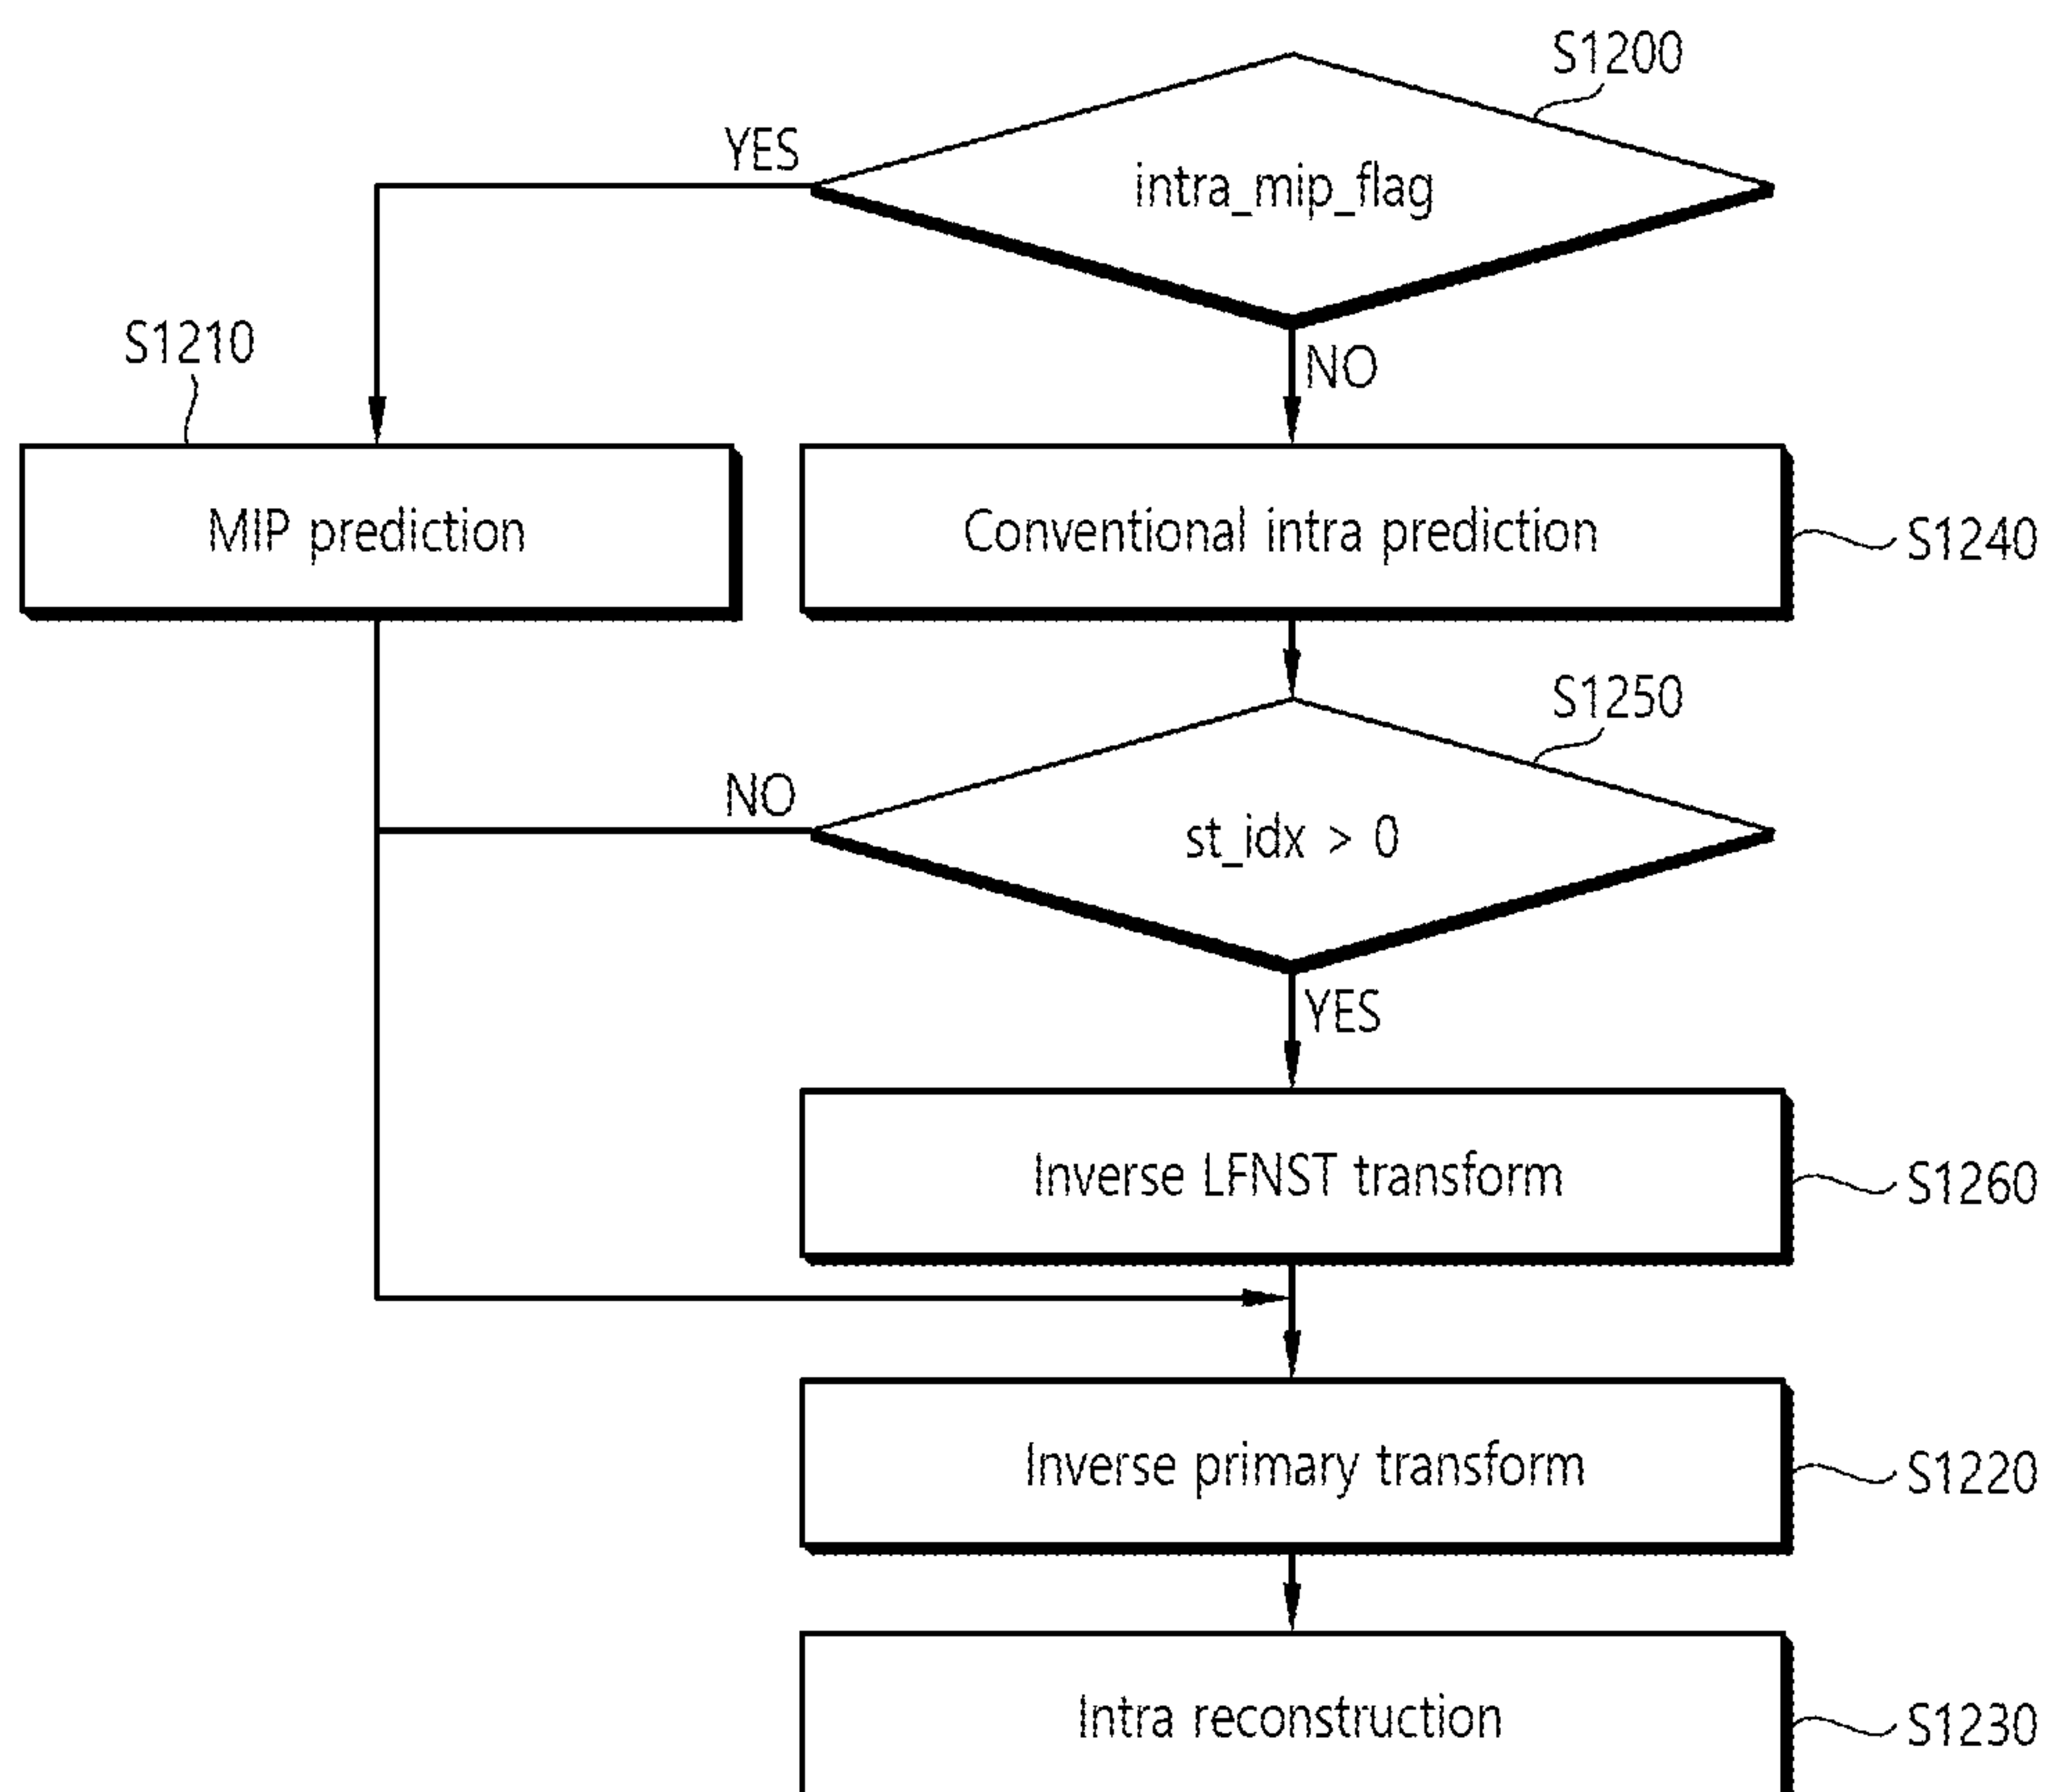 S1200
YES
intra_mip_flag
S1210
NO
MIP prediction
Conventional intra prediction
S1240
S1250
NO
st_idx > 0
YES
Inverse LFNST transform
S1260
Inverse primary transform
S1220
Intra reconstruction
S1230